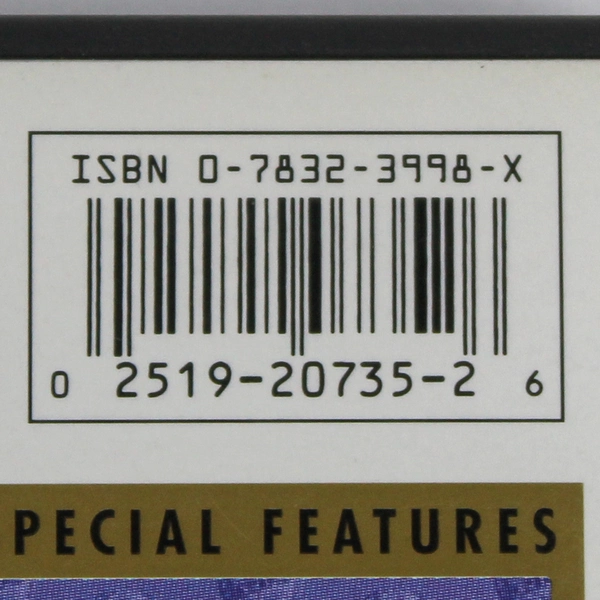 ISBN 0-7832-3998-X
0 2519-20735-2 6
PECIAL FEATURES